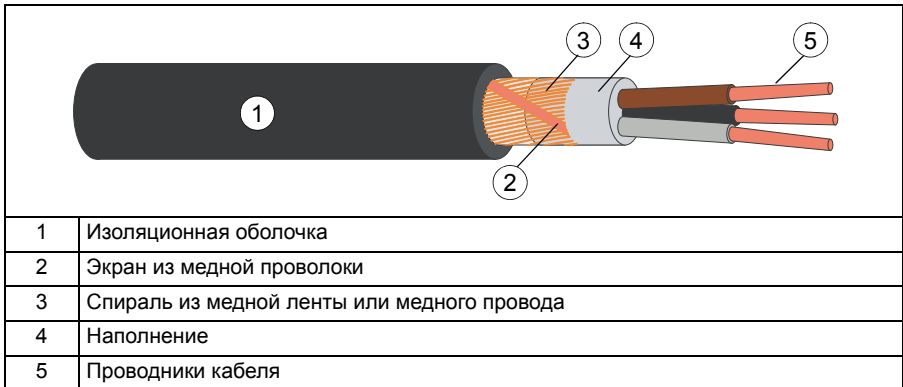 3
4
5
1
2
1 Изоляционная оболочка
2 Экран из медной проволоки
3 Спираль из медной ленты или медного провода
4 Наполнение
5 Проводники кабеля